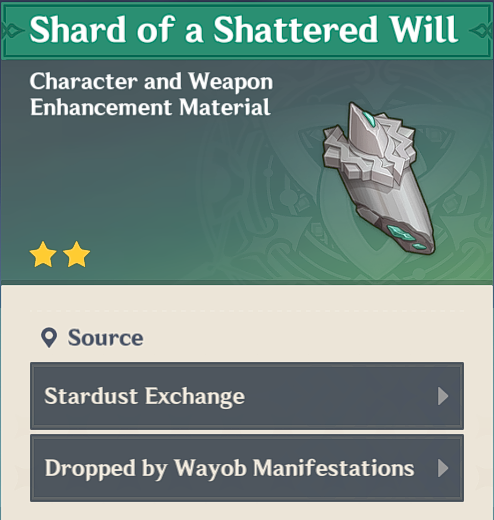 Shard of a Shattered Will
Character and Weapon
Enhancement Material
Source
Stardust Exchange
Dropped by Wayob Manifestations